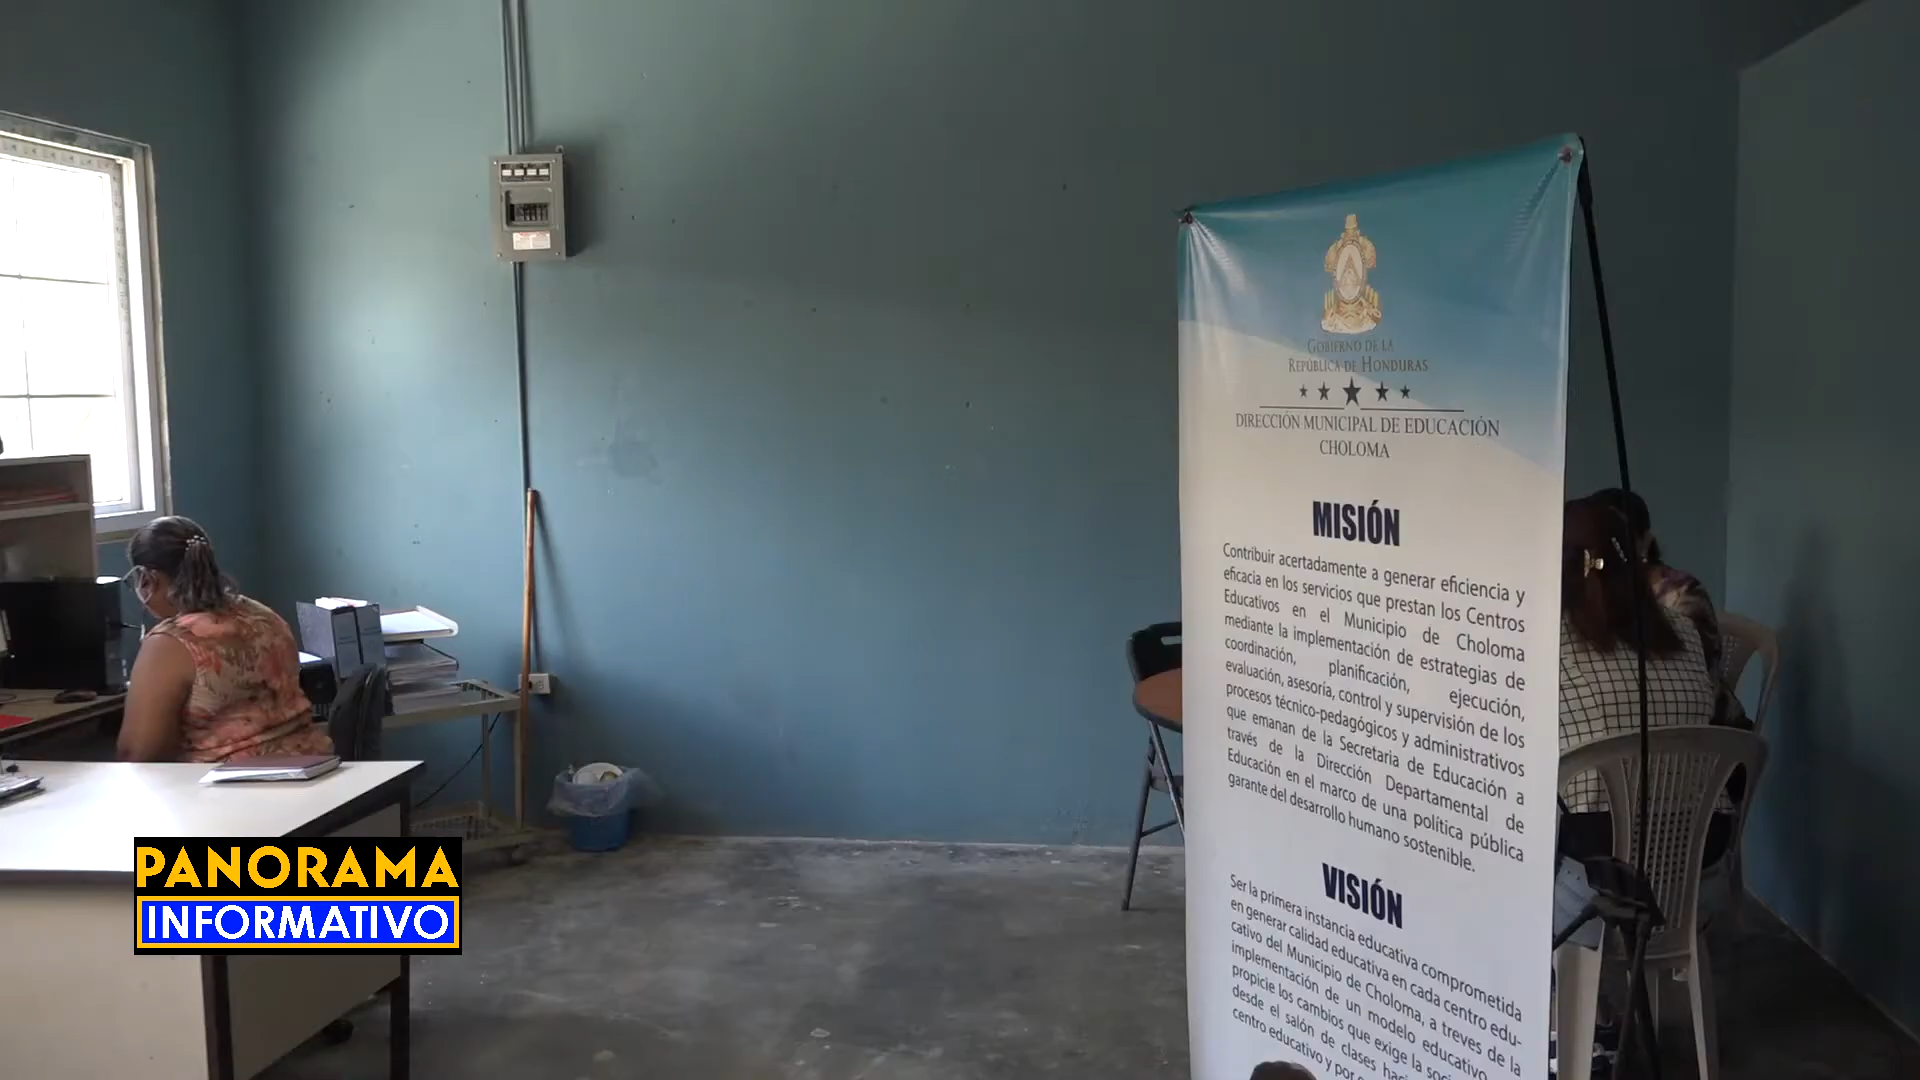 GOBIERNO DE LA
REPÚBLICA DE HONDURAS
DIRECCIÓN MUNICIPAL DE EDUCACIÓN
CHOLOMA
MISIÓN
Contribuir acertadamente a generar eficiencia y
eficacia en los servicios que prestan los Centros
Educativos en el Municipio de Choloma
mediante la implementación de estrategias de
coordinación, planificación, ejecución,
evaluación, asesoría, control y supervisión de los
procesos técnico-pedagógicos y administrativos
que emanan de la Secretaria de Educación a
través de la Dirección Departamental de
Educación en el marco de una política pública
garante del desarrollo humano sostenible.
VISIÓN
Ser la primera instancia educativa comprometida
en generar calidad educativa en cada centro edu-
cativo del Municipio de Choloma, a treves de la
implementación de un modelo educativo
propicie los cambios que exige la
desde el salón de clases
centro educativo y por
PANORAMA
INFORMATIVO